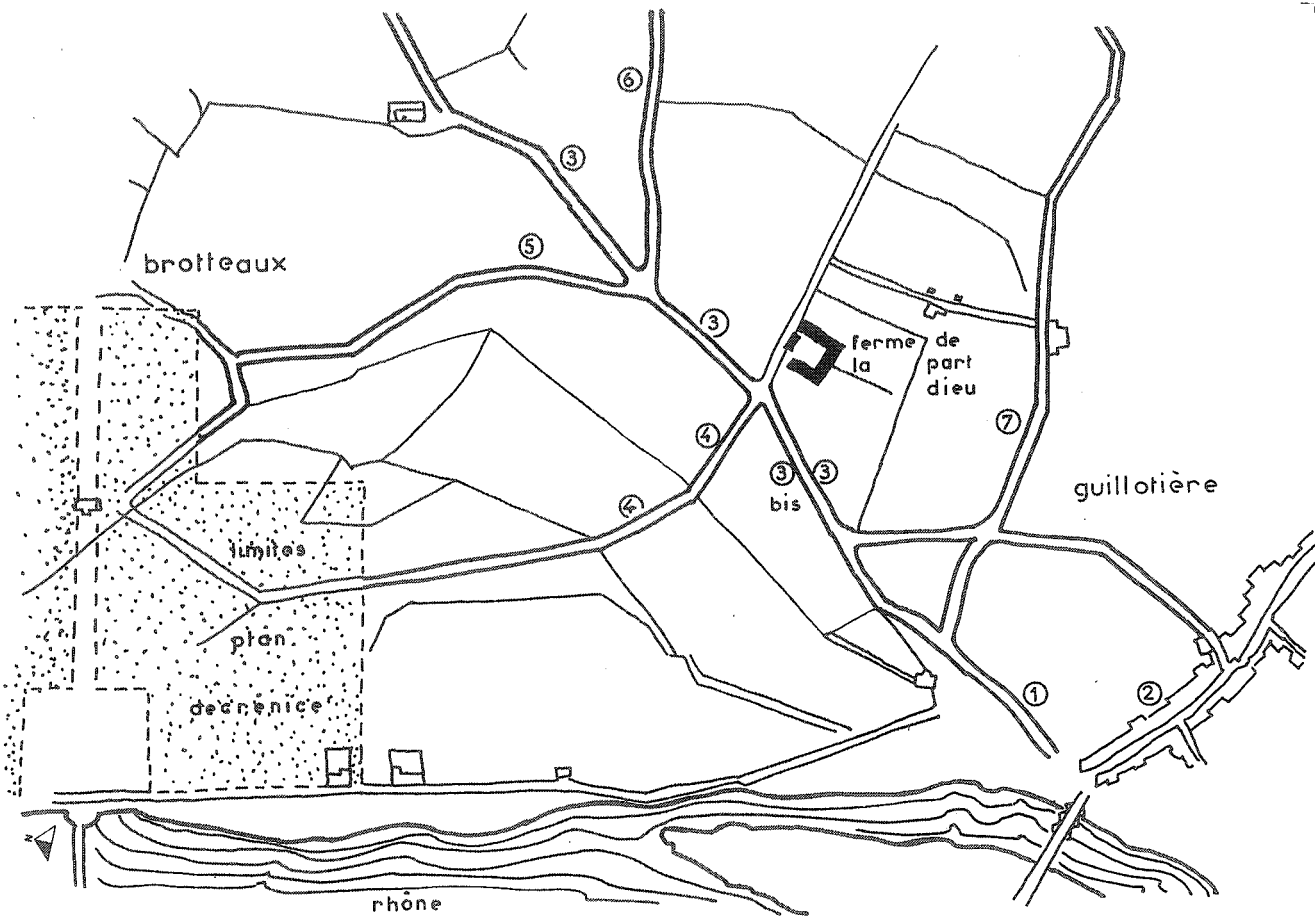 6
3
5
brotteaux
3
ferme de
la part
dieu
4
7
3 3
bis
guillotière
4
limites
plan
decrénice
1
2
N
rhône